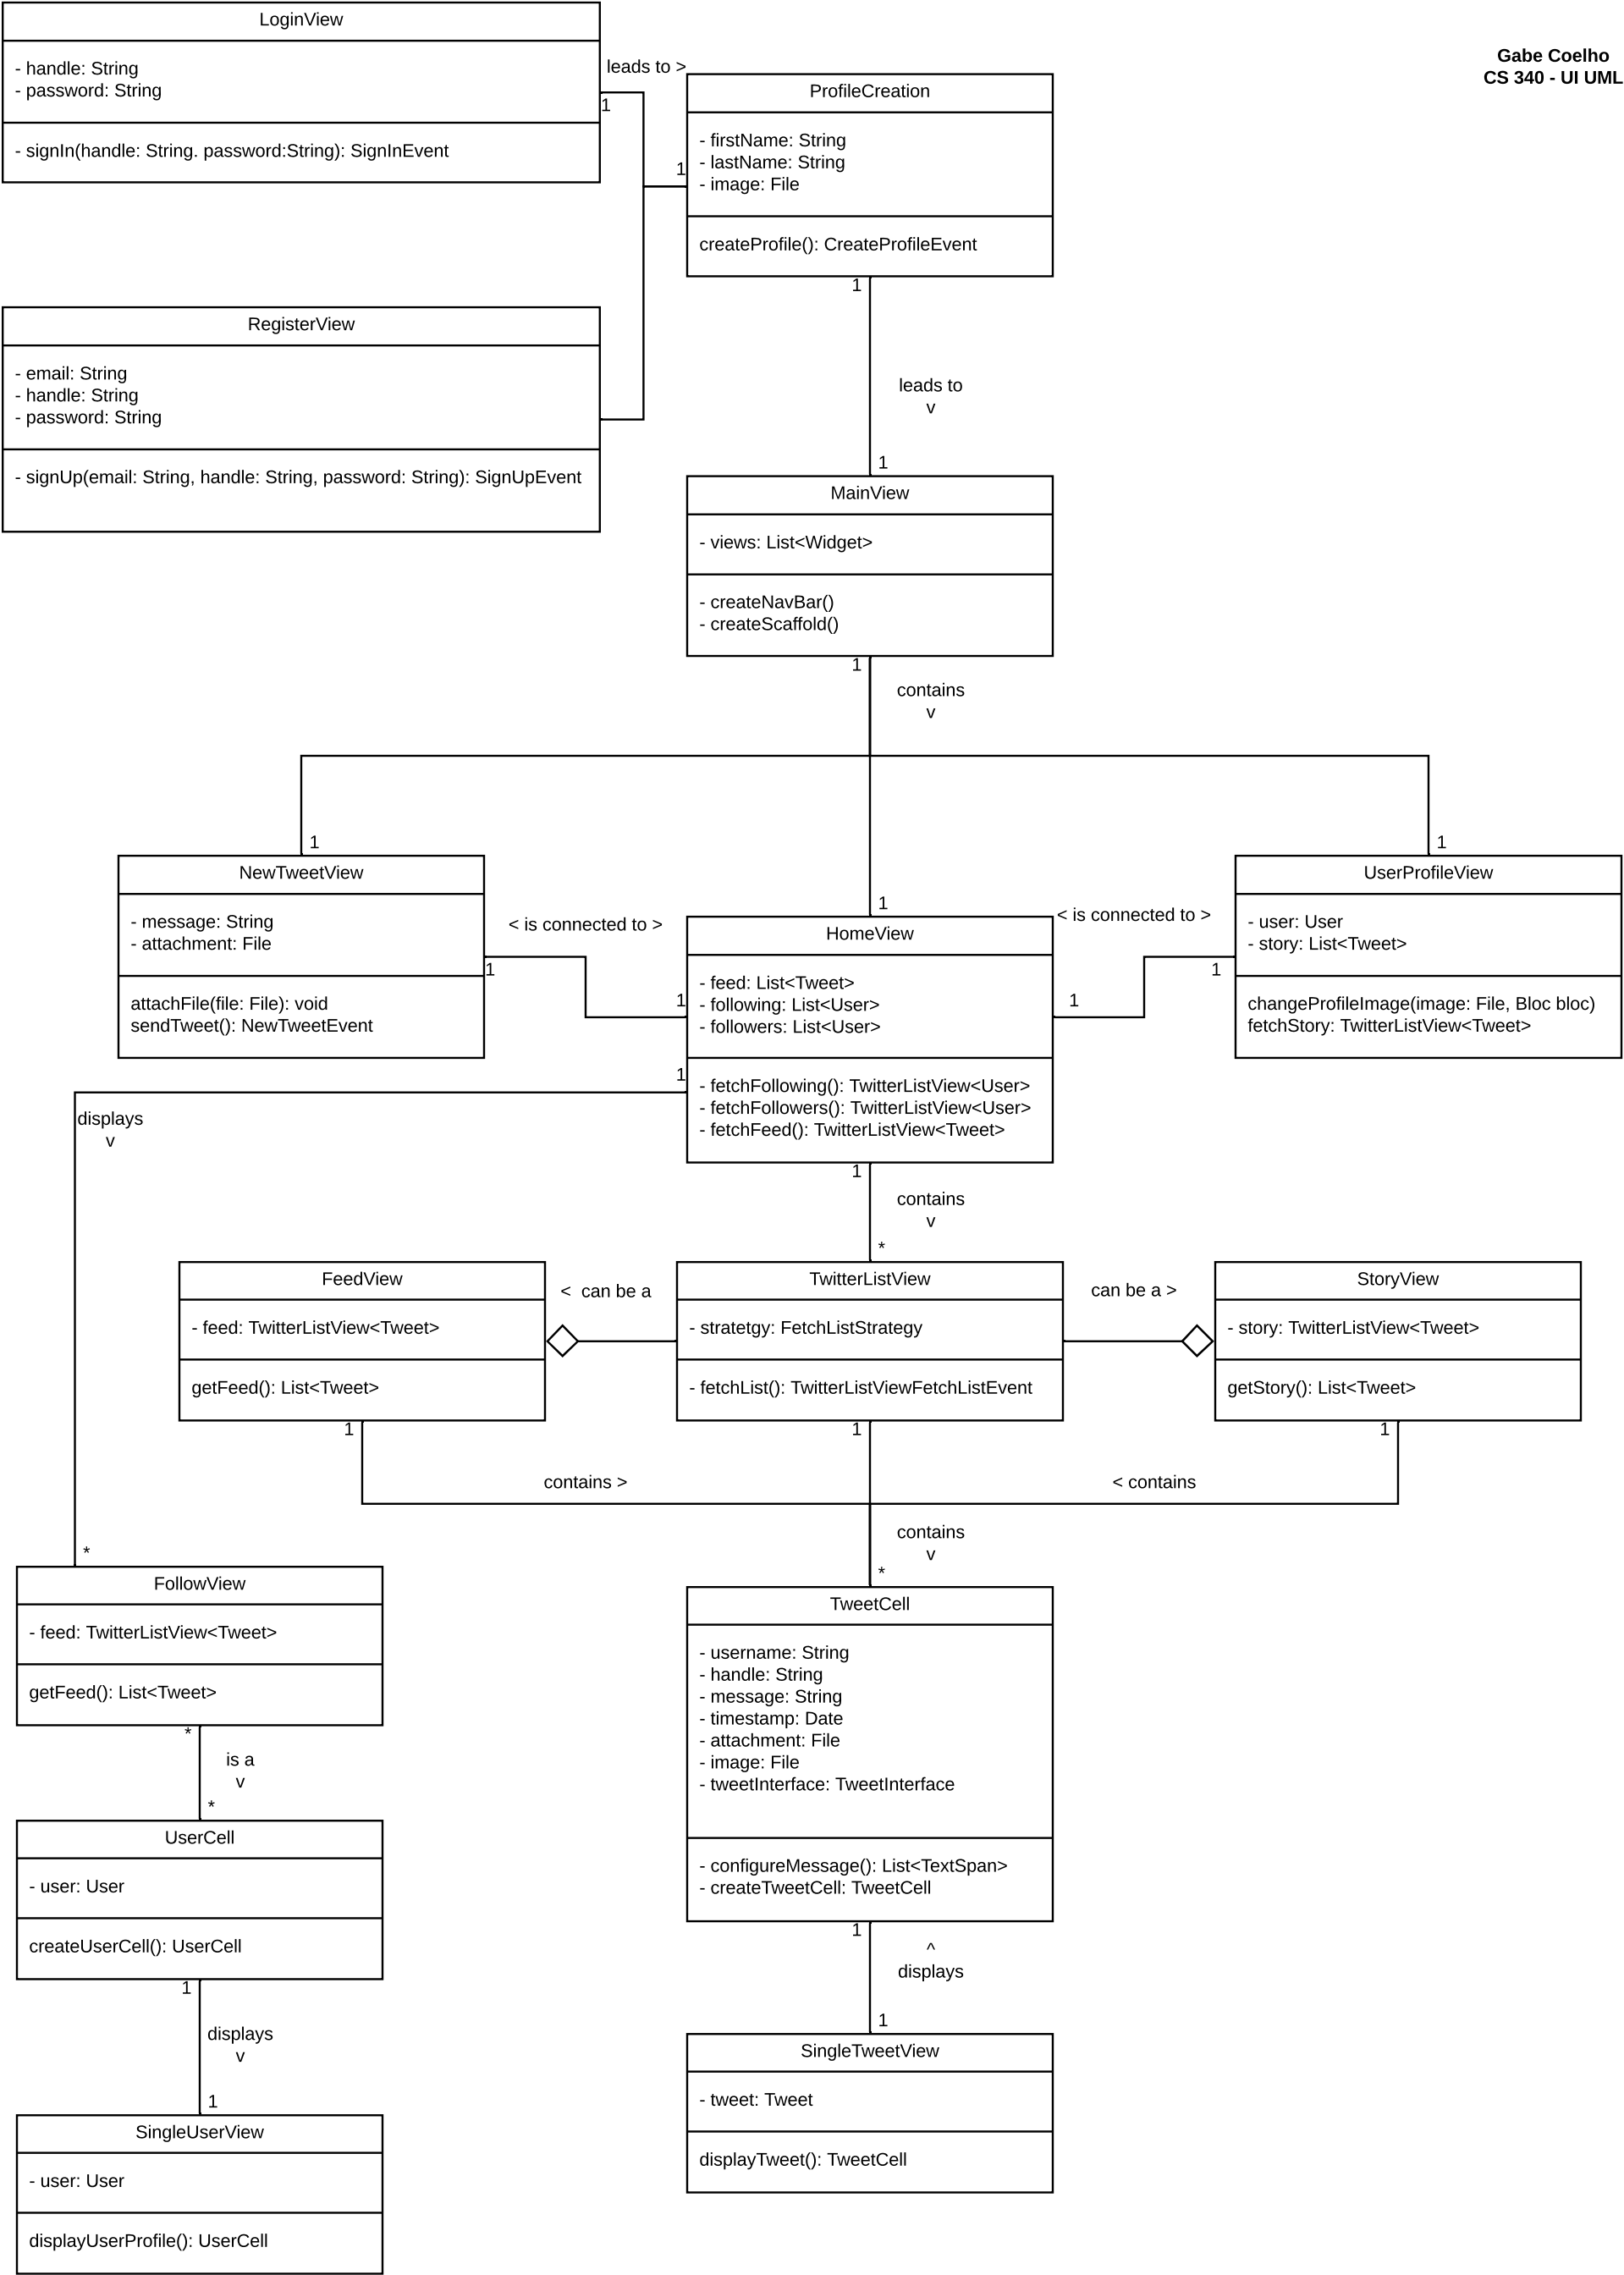 LoginView
- handle: String
- password: String
- signIn(handle: String. password:String): SignInEvent
leads to >
1
1
Gabe Coelho
CS 340 - UI UML
ProfileCreation
- firstName: String
- lastName: String
- image: File
createProfile(): CreateProfileEvent
1
RegisterView
- email: String
- handle: String
- password: String
- signUp(email: String, handle: String, password: String): SignUpEvent
leads to
v
1
MainView
- views: List<Widget>
- createNavBar()
- createScaffold()
1
contains
v
1
1
1
NewTweetView
- message: String
- attachment: File
attachFile(file: File): void
sendTweet(): NewTweetEvent
< is connected to >
1
1
HomeView
- feed: List<Tweet>
- following: List<User>
- followers: List<User>
- fetchFollowing(): TwitterListView<User>
- fetchFollowers(): TwitterListView<User>
- fetchFeed(): TwitterListView<Tweet>
< is connected to >
1
1
UserProfileView
- user: User
- story: List<Tweet>
changeProfileImage(image: File, Bloc bloc)
fetchStory: TwitterListView<Tweet>
1
displays
v
1
contains
v
*
FeedView
- feed: TwitterListView<Tweet>
getFeed(): List<Tweet>
1
< can be a
TwitterListView
- stratetgy: FetchListStrategy
- fetchList(): TwitterListViewFetchListEvent
1
can be a >
StoryView
- story: TwitterListView<Tweet>
getStory(): List<Tweet>
1
contains >
< contains
contains
v
*
*
FollowView
- feed: TwitterListView<Tweet>
getFeed(): List<Tweet>
*
is a
v
*
TweetCell
- username: String
- handle: String
- message: String
- timestamp: Date
- attachment: File
- image: File
- tweetInterface: TweetInterface
- configureMessage(): List<TextSpan>
- createTweetCell: TweetCell
1
UserCell
- user: User
createUserCell(): UserCell
1
displays
v
1
^
displays
1
SingleTweetView
- tweet: Tweet
displayTweet(): TweetCell
SingleUserView
- user: User
displayUserProfile(): UserCell